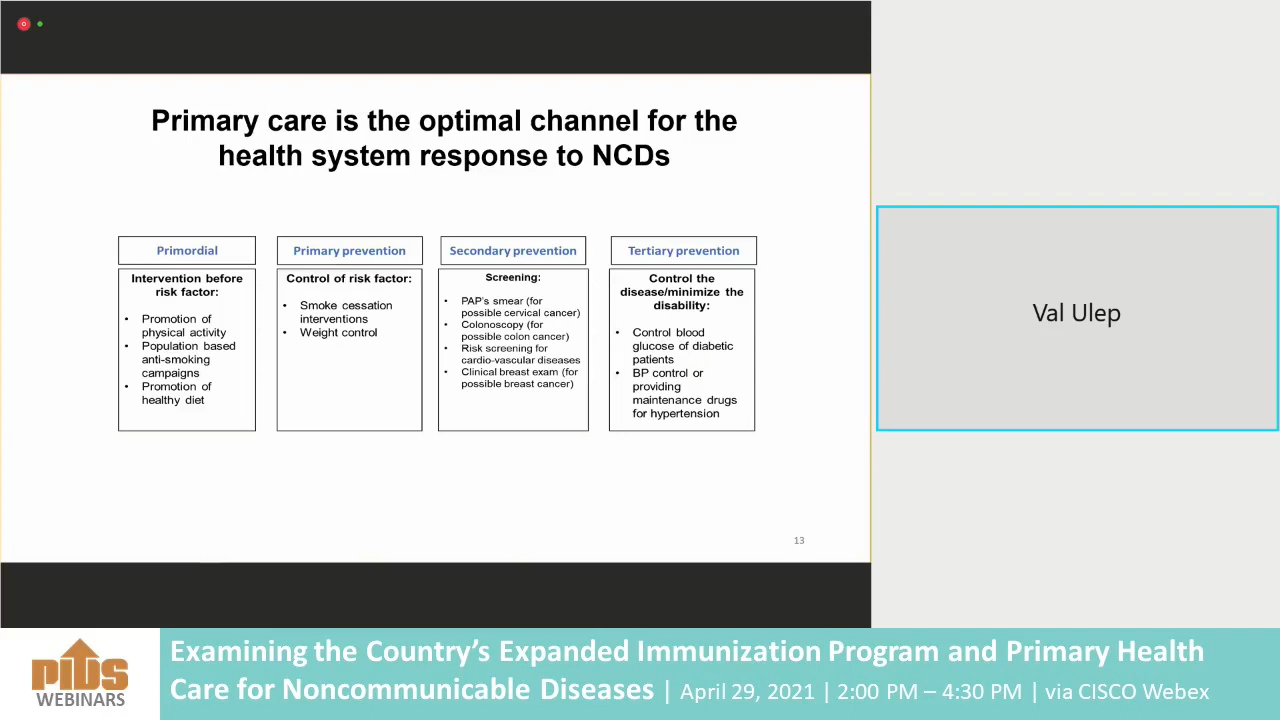 Primary care is the optimal channel for the
health system response to NCDs
Primordial
Intervention before
risk factor:
• Promotion of
physical activity
• Population based
anti-smoking
campaigns
• Promotion of
healthy diet
Primary prevention
Control of risk factor:
• Smoke cessation
interventions
• Weight control
Secondary prevention
Screening:
• PAP's smear (for
possible cervical cancer)
• Colonoscopy (for
possible colon cancer)
• Risk screening for
cardio-vascular diseases
• Clinical breast exam (for
possible breast cancer)
Tertiary prevention
Control the
disease/minimize the
disability:
• Control blood
glucose of diabetic
patients
• BP control or
providing
maintenance drugs
for hypertension
13
Val Ulep
PIDS
WEBINARS
Examining the Country's Expanded Immunization Program and Primary Health
Care for Noncommunicable Diseases | April 29, 2021 | 2:00 PM – 4:30 PM | via CISCO Webex